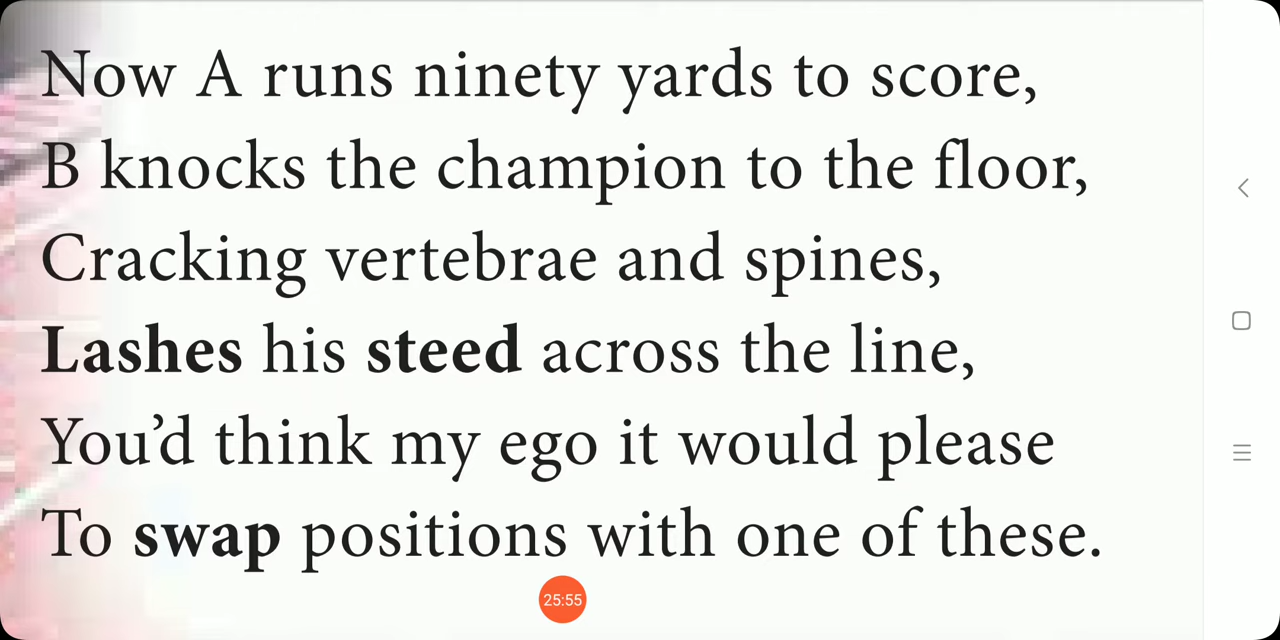 Now A runs ninety yards to score,
B knocks the champion to the floor,
Cracking vertebrae and spines,
Lashes his steed across the line,
You’d think my ego it would please
To swap positions with one of these.
25:55